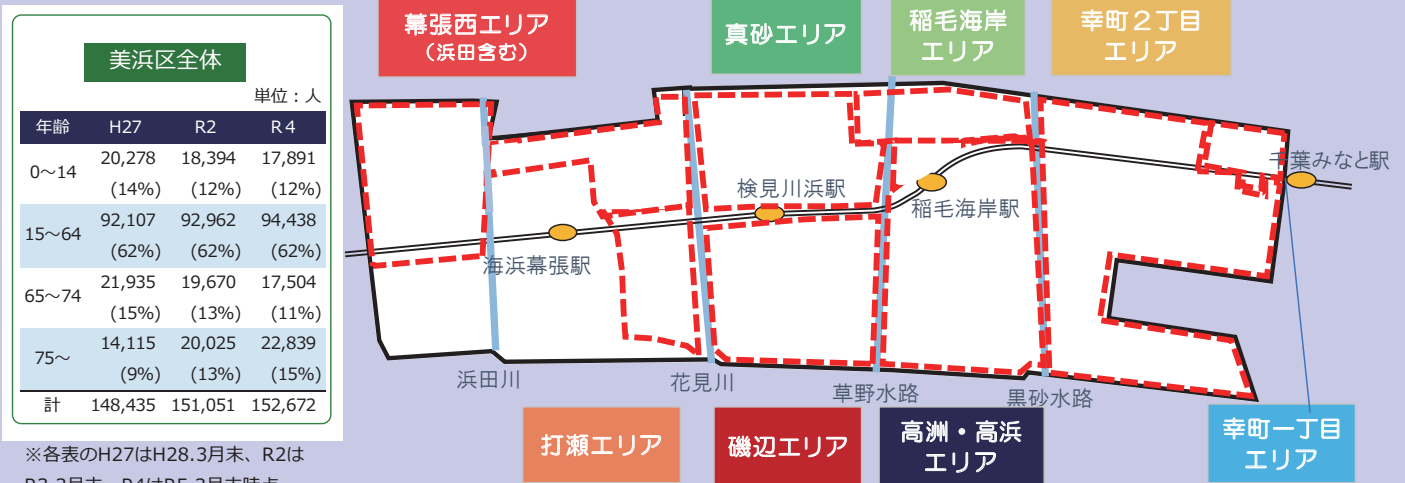 美浜区全体
単位：人
年齢 H27 R2 R４
0～14 20,278 18,394 17,891
(14%) (12%) (12%)
15～64 92,107 92,962 94,438
(62%) (62%) (62%)
65～74 21,935 19,670 17,504
(15%) (13%) (11%)
75～ 14,115 20,025 22,839
(9%) (13%) (15%)
計 148,435 151,051 152,672
※各表のH27はH28.3月末、R2は
幕張西エリア
（浜田含む）
真砂エリア
稲毛海岸
エリア
幸町２丁目
エリア
千葉みなと駅
検見川浜駅
稲毛海岸駅
海浜幕張駅
浜田川
花見川
草野水路
黒砂水路
打瀬エリア
磯辺エリア
高洲・高浜
エリア
幸町一丁目
エリア